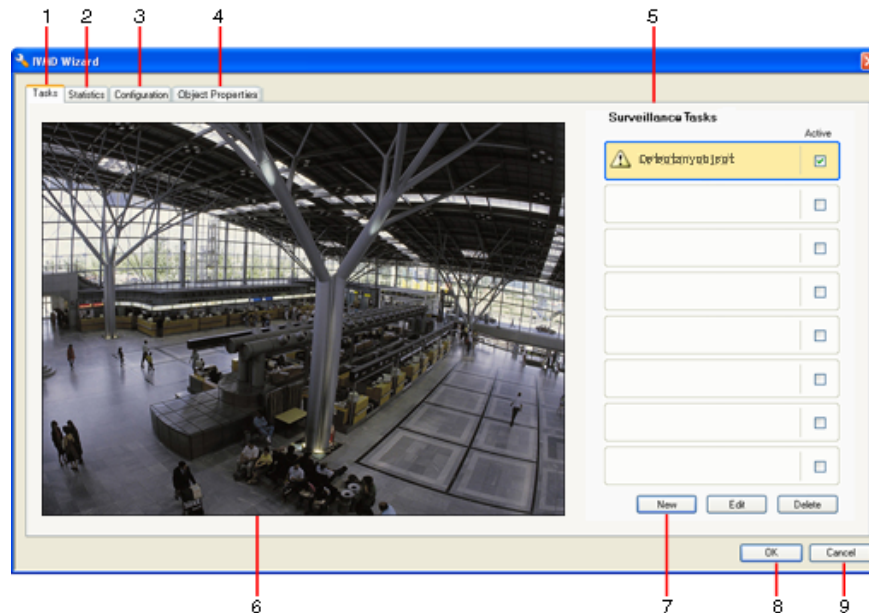 1 2 3 4 5
IVMD Wizard
Tasks Statistics Configuration Object Properties
Surveillance Tasks
Active
New Edit Delete
OK Cancel
6 7 8 9